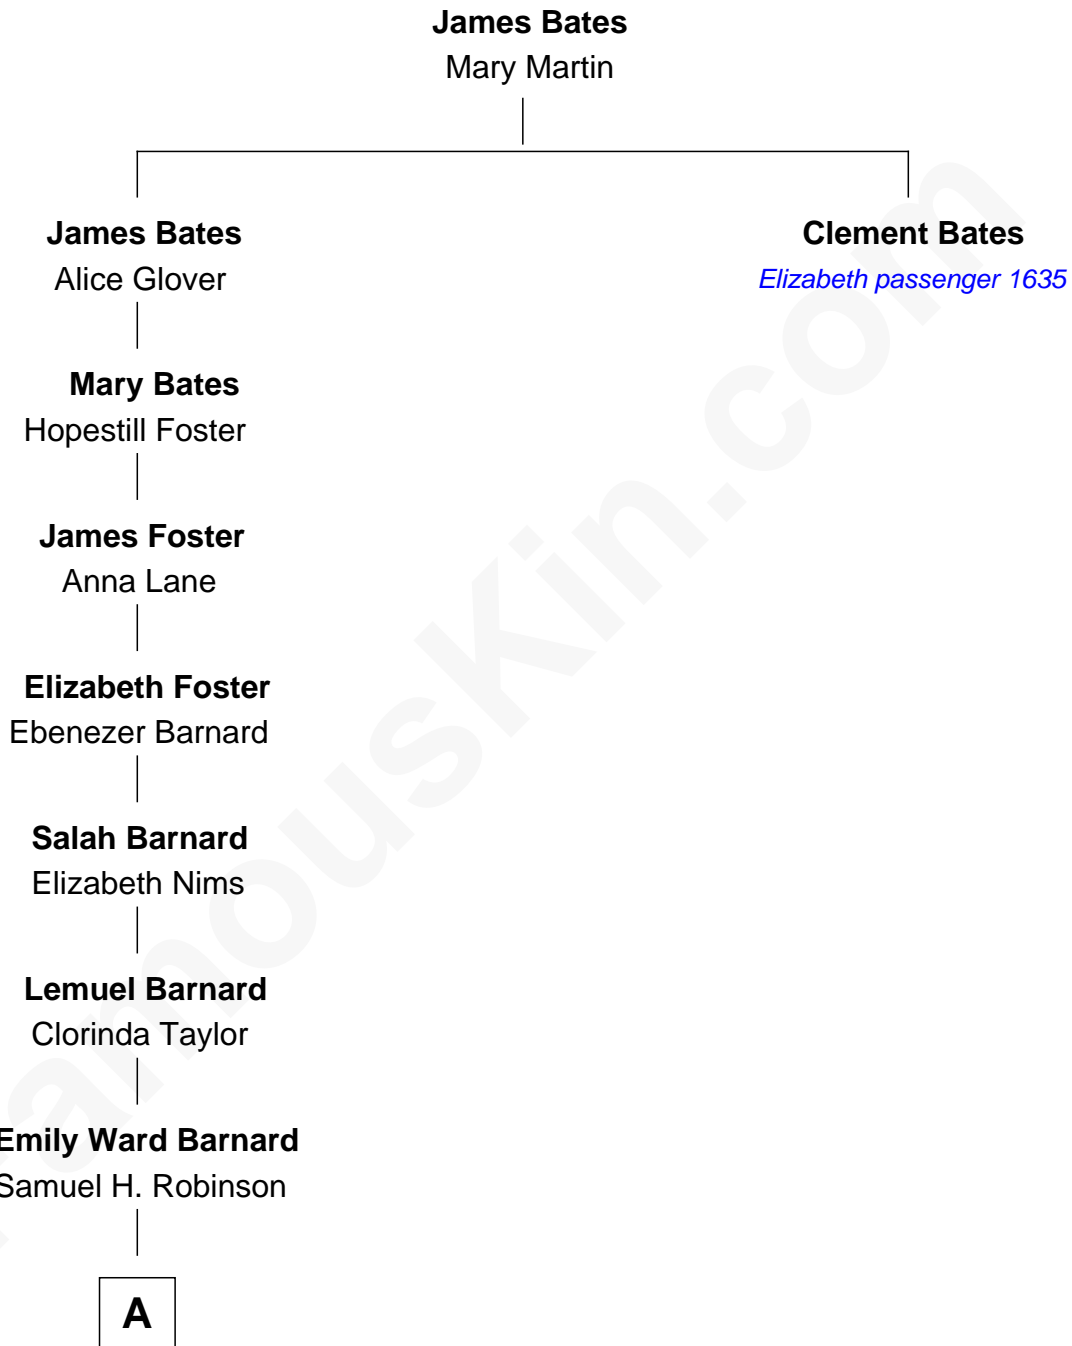 James Bates
Mary Martin
James Bates
Alice Glover
Clement Bates
Elizabeth passenger 1635
Mary Bates
Hopestill Foster
James Foster
Anna Lane
Elizabeth Foster
Ebenezer Barnard
Salah Barnard
Elizabeth Nims
Lemuel Barnard
Clorinda Taylor
Emily Ward Barnard
Samuel H. Robinson
A
FamousKin.com